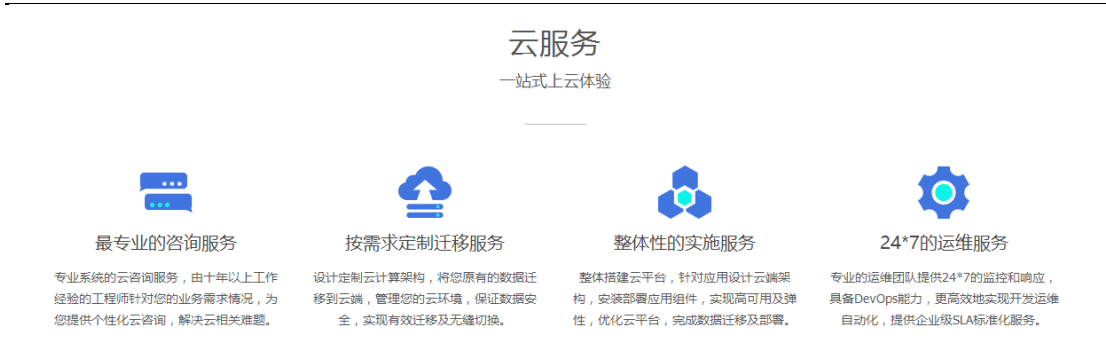 云服务
一站式上云体验
最专业的咨询服务
专业系统的云咨询服务，由十年以上工作
经验的工程师针对您的业务需求情况，为
您提供个性化云咨询，解决云相关难题。
按需求定制迁移服务
设计定制云计算架构，将您原有的数据迁
移到云端，管理您的云环境，保证数据安
全，实现有效迁移及无缝切换。
整体性的实施服务
整体搭建云平台，针对应用设计云端架
构，安装部署应用组件，实现高可用及弹
性，优化云平台，完成数据迁移及部署。
24*7的运维服务
专业的运维团队提供24*7的监控和响应，
具备DevOps能力，更高效地实现开发运维
自动化，提供企业级SLA标准化服务。